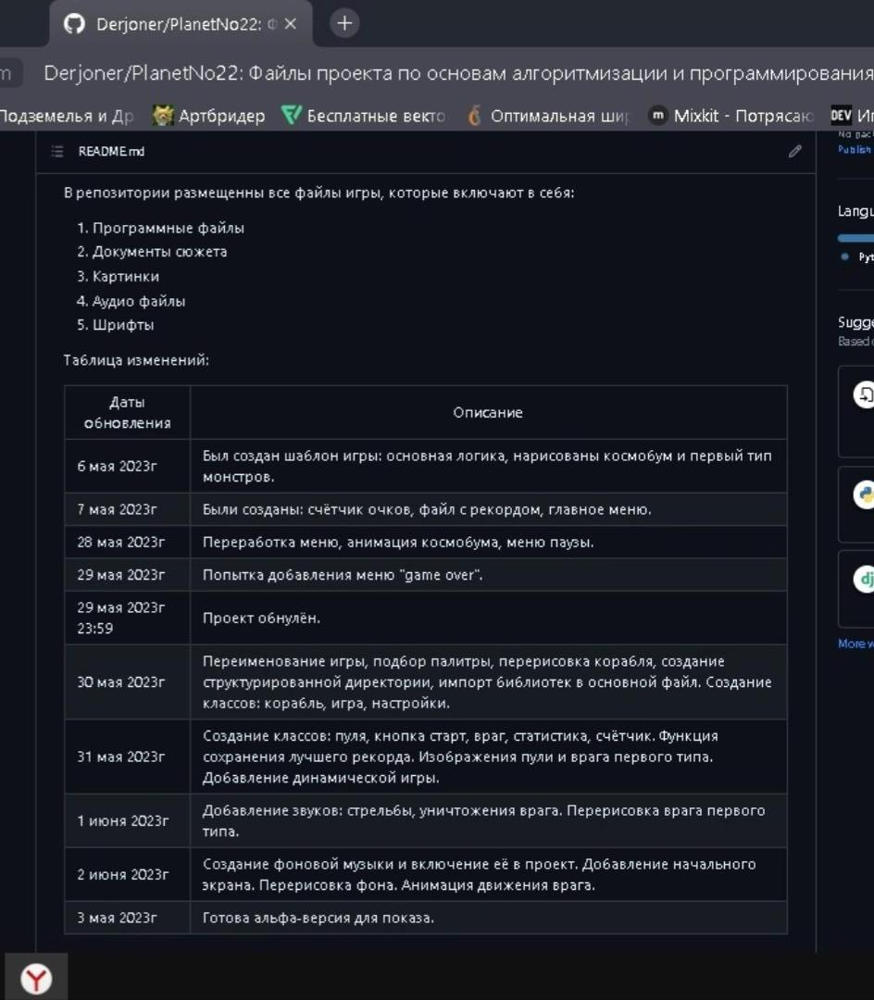 Derjoner/PlanetNo22:
Derjoner/PlanetNo22: Файлы проекта по основам алгоритмизации и программирования
Подземелья и Др
Артбридер
Бесплатные векто
Оптимальная шир
Mixkit - Потрясаю
DEV
README.md
Publish
В репозитории размещенны все файлы игры, которые включают в себя:
1. Программные файлы
2. Документы сюжета
3. Картинки
4. Аудио файлы
5. Шрифты
Langu
Pyt
Sugge
Based
Таблица изменений:
Даты
обновления
Описание
6 мая 2023г
Был создан шаблон игры: основная логика, нарисованы космобум и первый тип
монстров.
7 мая 2023г
Были созданы: счётчик очков, файл с рекордом, главное меню.
28 мая 2023г
Переработка меню, анимация космобума, меню паузы.
29 мая 2023г
Попытка добавления меню "game over".
29 мая 2023г
23:59
Проект обнулён.
30 мая 2023г
Переименование игры, подбор палитры, перерисовка корабля, создание
структурированной директории, импорт библиотек в основной файл. Создание
классов: корабль, игра, настройки.
31 мая 2023г
Создание классов: пуля, кнопка старт, враг, статистика, счётчик. Функция
сохранения лучшего рекорда. Изображения пули и врага первого типа.
Добавление динамической игры.
1 июня 2023г
Добавление звуков: стрельбы, уничтожения врага. Перерисовка врага первого
типа.
2 июня 2023г
Создание фоновой музыки и включение её в проект. Добавление начального
экрана. Перерисовка фона. Анимация движения врага.
3 мая 2023г
Готова альфа-версия для показа.
dj
More